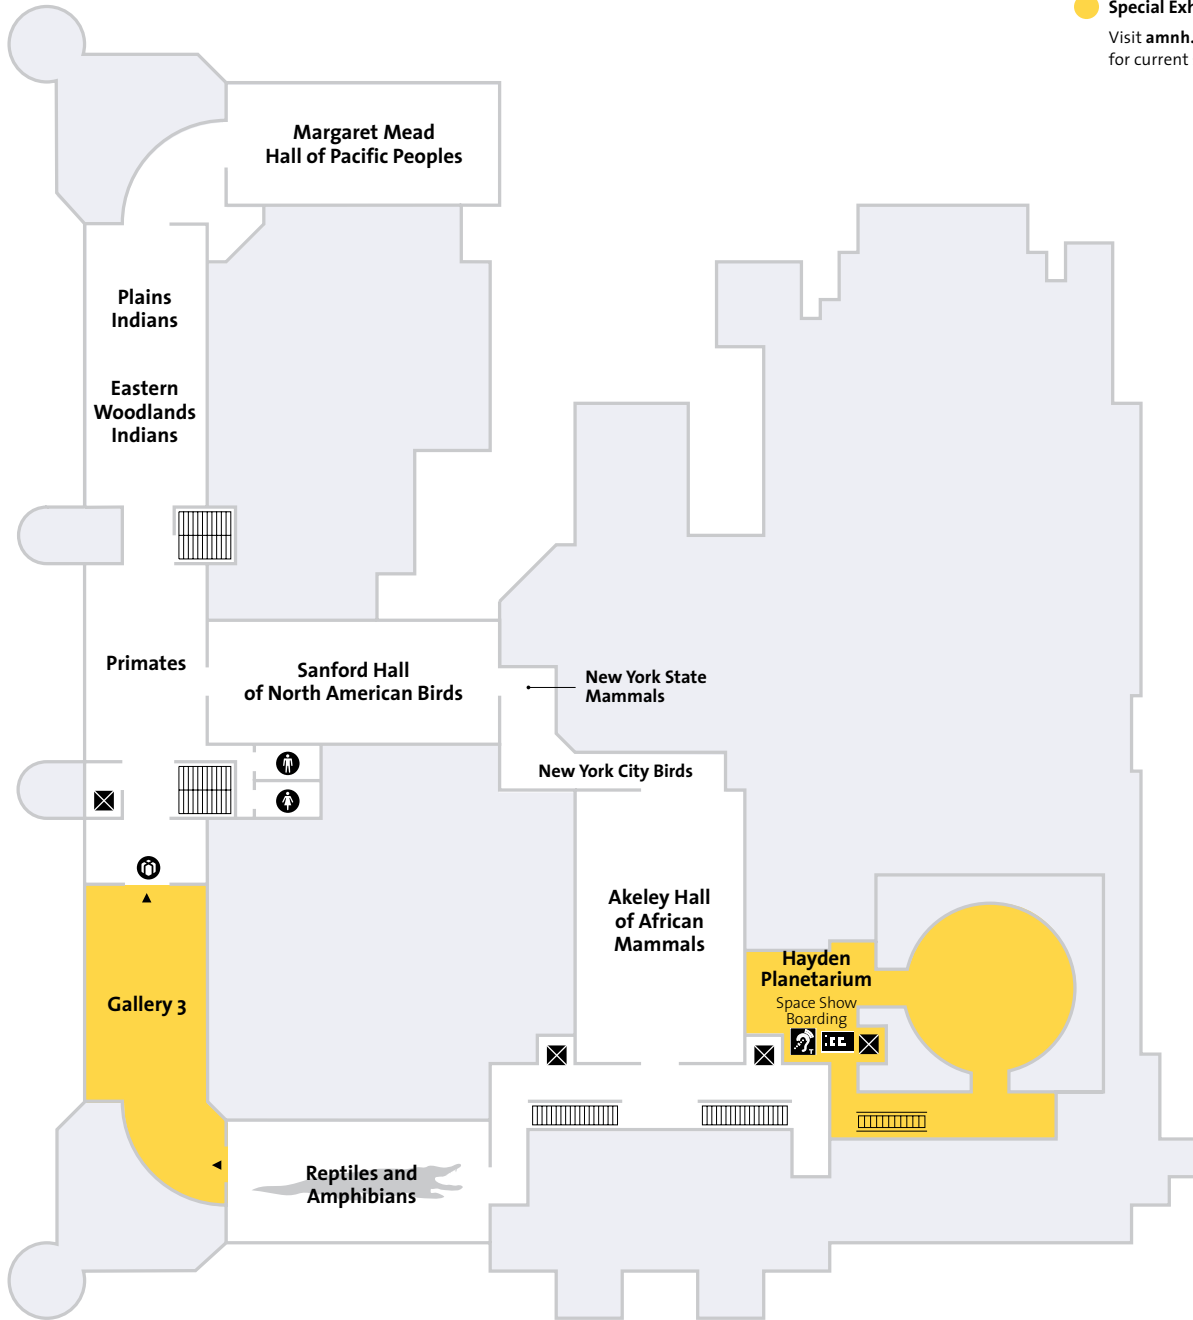 Special Exh
Visit amnh.
for current
Margaret Mead
Hall of Pacific Peoples
Plains
Indians
Eastern
Woodlands
Indians
Primates
Sanford Hall
of North American Birds
New York State
Mammals
New York City Birds
Akeley Hall
of African
Mammals
Hayden
Planetarium
Space Show
Boarding
T
CC
Gallery 3
Reptiles and
Amphibians